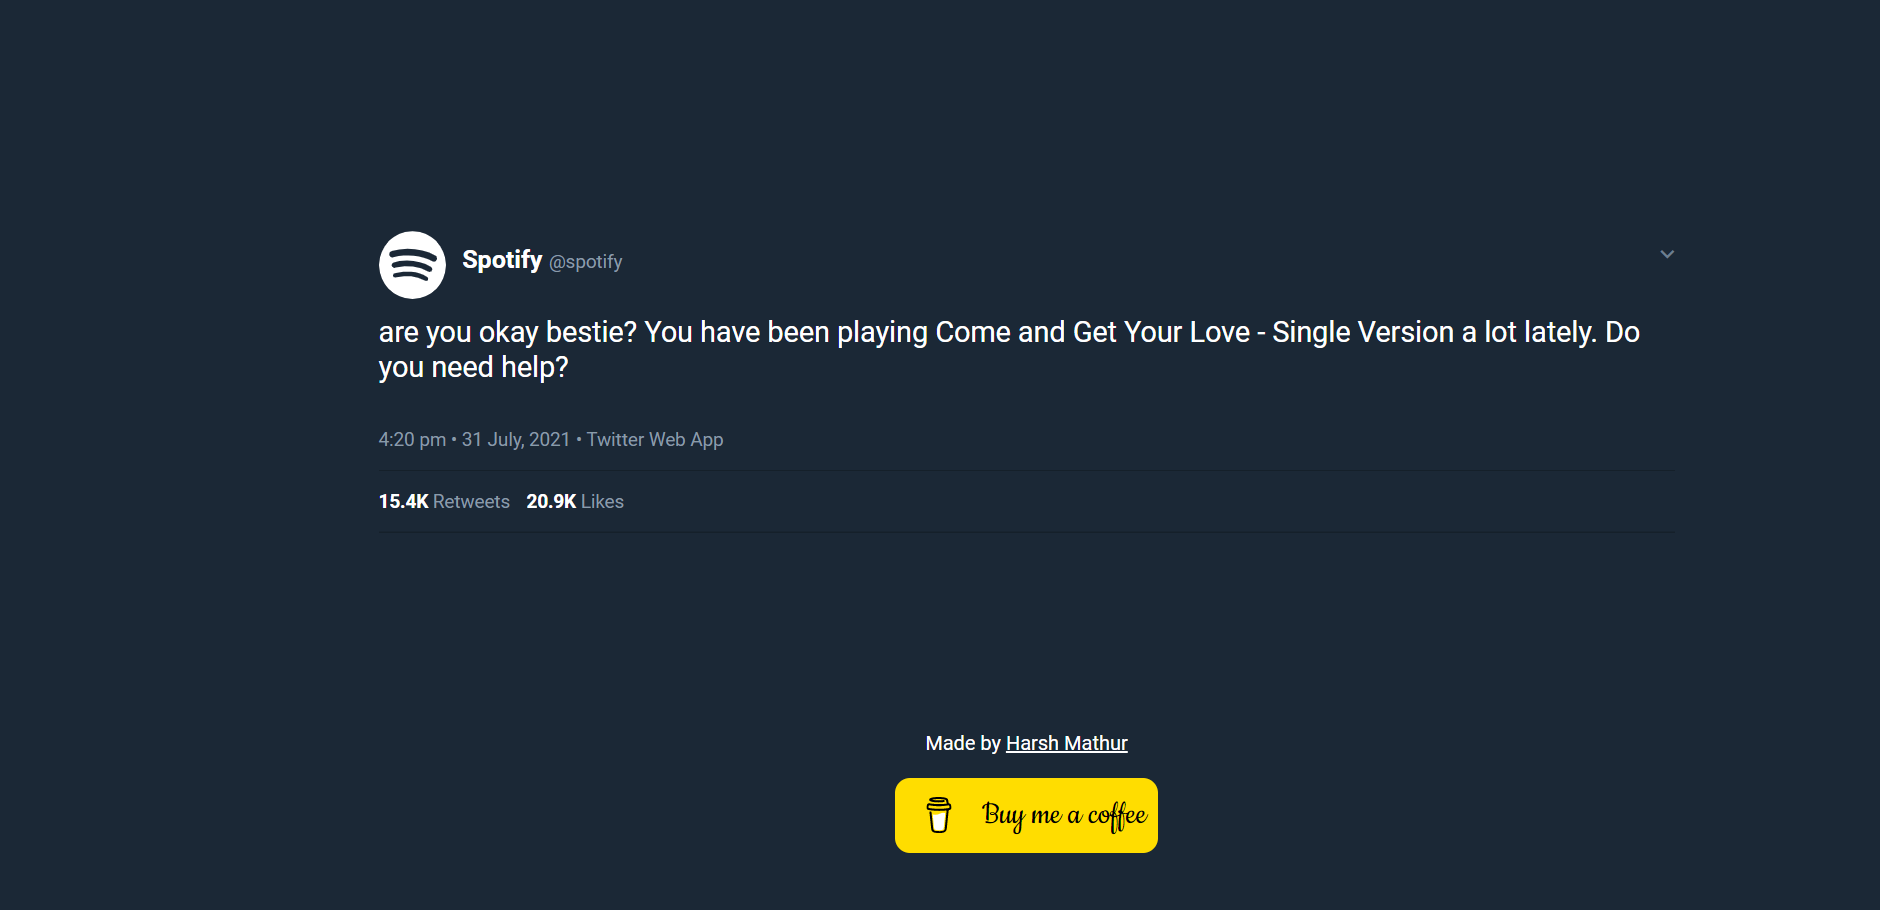 Spotify @spotify
are you okay bestie? You have been playing Come and Get Your Love - Single Version a lot lately. Do
you need help?
4:20 pm • 31 July, 2021 • Twitter Web App
15.4K Retweets 20.9K Likes
Made by Harsh Mathur
Buy me a coffee